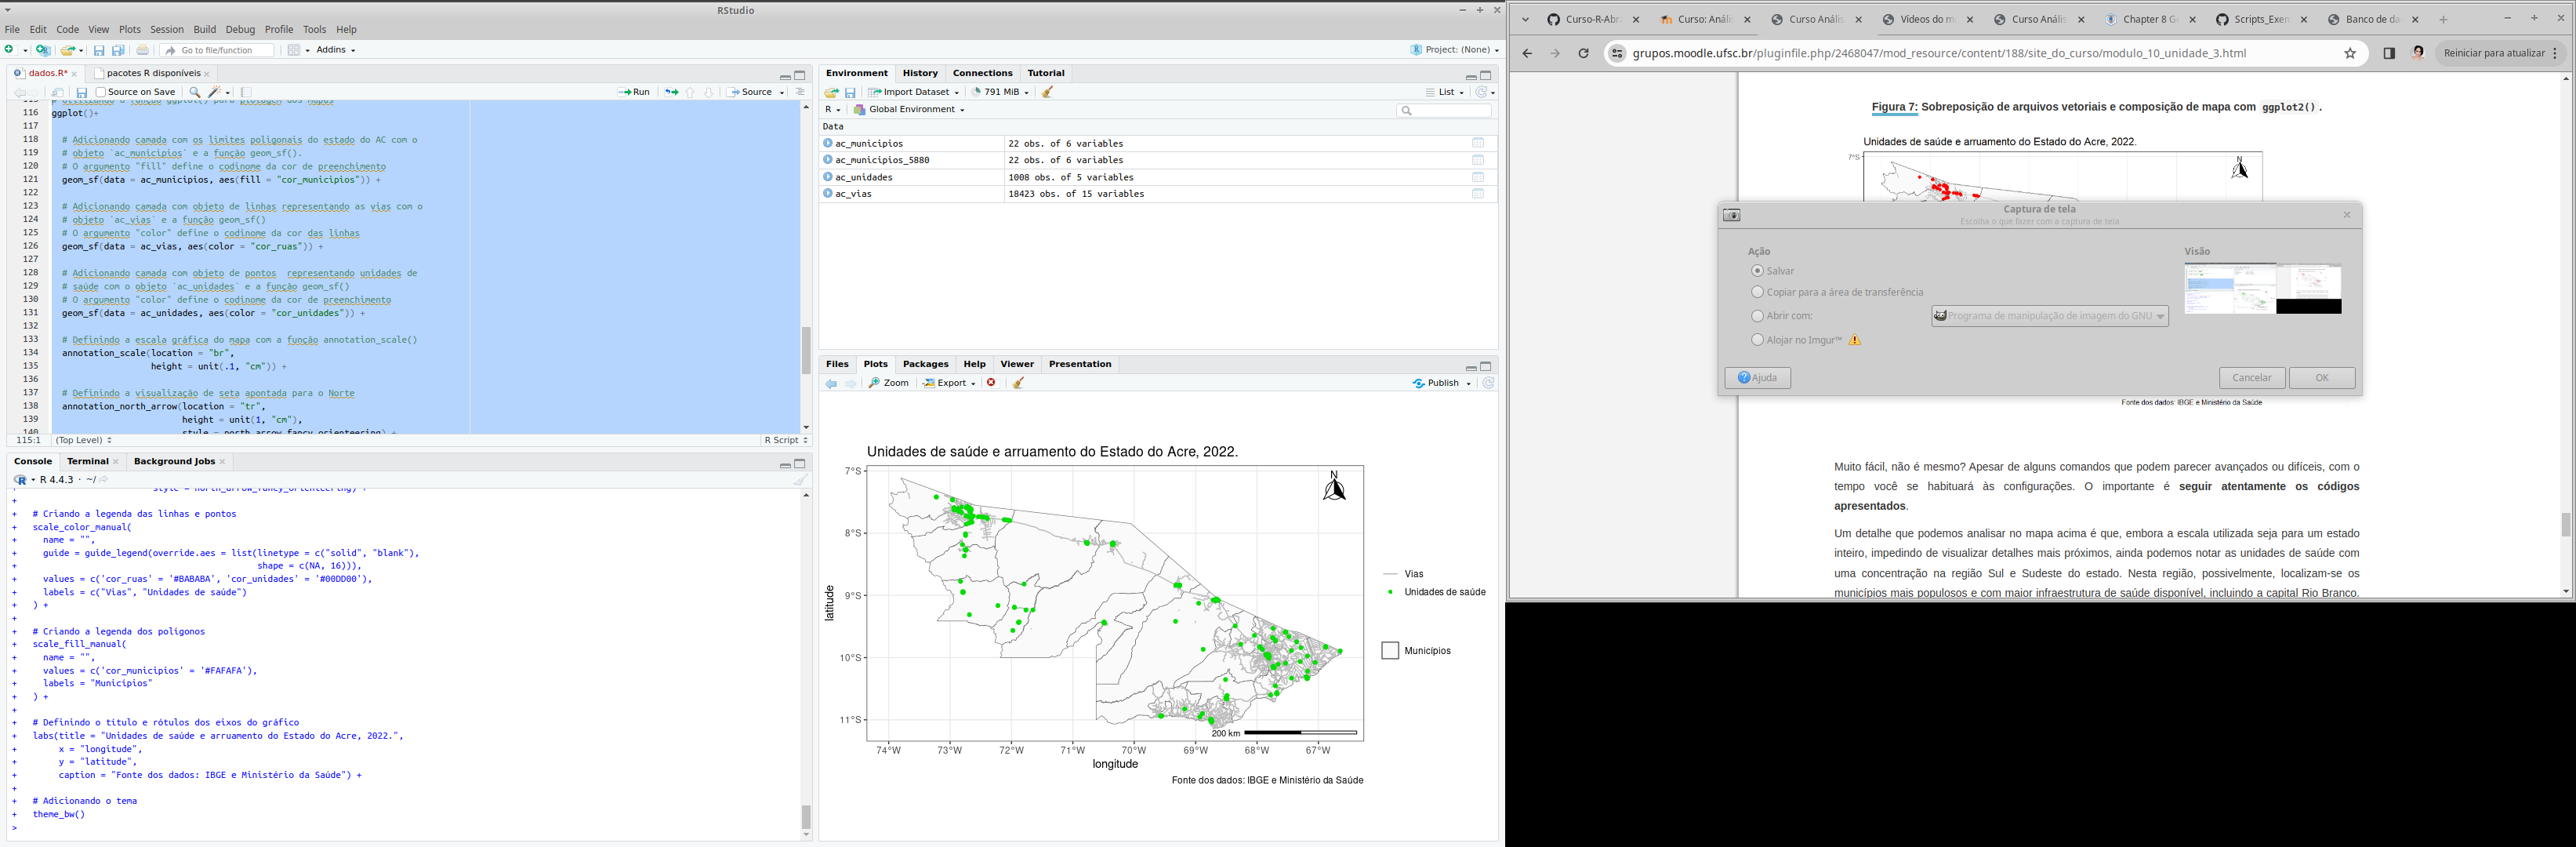 RStudio
File Edit Code View Plots Session Build Debug Profile Tools Help
Go to file/function Addins Project: (None)
dados.R* pacotes R disponíveis
Source on Save Run Source
115 # Utilizando a função ggplot() para plotagem dos mapas
116 ggplot()+
117
118 # Adicionando camada com os limites poligonais do estado do AC com o
119 # objeto `ac_municipios` e a função geom_sf().
120 # O argumento "fill" define o codinome da cor de preenchimento
121 geom_sf(data = ac_municipios, aes(fill = "cor_municipios")) +
122
123 # Adicionando camada com objeto de linhas representando as vias com o
124 # objeto `ac_vias` e a função geom_sf()
125 # O argumento "color" define o codinome da cor das linhas
126 geom_sf(data = ac_vias, aes(color = "cor_ruas")) +
127
128 # Adicionando camada com objeto de pontos  representando unidades de
129 # saúde com o objeto `ac_unidades` e a função geom_sf()
130 # O argumento "color" define o codinome da cor de preenchimento
131 geom_sf(data = ac_unidades, aes(color = "cor_unidades")) +
132
133 # Definindo a escala gráfica do mapa com a função annotation_scale()
134 annotation_scale(location = "br",
135 height = unit(.1, "cm")) +
136
137 # Definindo a visualização de seta apontada para o Norte
138 annotation_north_arrow(location = "tr",
139 height = unit(1, "cm"),
140 style = north_arrow_fancy_orienteering) +
115:1 (Top Level) R Script
Console Terminal Background Jobs
R 4.4.3 · ~/
style = north_arrow_fancy_orienteering) +
+
+ # Criando a legenda das linhas e pontos
+ scale_color_manual(
+ name = "",
+ guide = guide_legend(override.aes = list(linetype = c("solid", "blank"),
+ shape = c(NA, 16))),
+ values = c('cor_ruas' = '#BABABA', 'cor_unidades' = '#00DD00'),
+ labels = c("Vias", "Unidades de saúde")
+ ) +
+
+ # Criando a legenda dos polígonos
+ scale_fill_manual(
+ name = "",
+ values = c('cor_municipios' = '#FAFAFA'),
+ labels = "Municípios"
+ ) +
+
+ # Definindo o título e rótulos dos eixos do gráfico
+ labs(title = "Unidades de saúde e arruamento do Estado do Acre, 2022.",
+ x = "longitude",
+ y = "latitude",
+ caption = "Fonte dos dados: IBGE e Ministério da Saúde") +
+
+ # Adicionando o tema
+ theme_bw()
>
Environment History Connections Tutorial
Import Dataset 791 MiB List
R Global Environment
Data
ac_municipios 22 obs. of 6 variables
ac_municipios_5880 22 obs. of 6 variables
ac_unidades 1008 obs. of 5 variables
ac_vias 18423 obs. of 15 variables
Files Plots Packages Help Viewer Presentation
Zoom Export Publish
Unidades de saúde e arruamento do Estado do Acre, 2022.
7°S
8°S
9°S
10°S
11°S
latitude
N
200 km
74°W 73°W 72°W 71°W 70°W 69°W 68°W 67°W
longitude
Fonte dos dados: IBGE e Ministério da Saúde
Vias
Unidades de saúde
Municípios
Curso-R-Abr Curso: Análi Curso Anális Vídeos do m Curso Anális Chapter 8 G Scripts_Exer Banco de da
grupos.moodle.ufsc.br/pluginfile.php/2468047/mod_resource/content/188/site_do_curso/modulo_10_unidade_3.html Reiniciar para atualizar
Figura 7: Sobreposição de arquivos vetoriais e composição de mapa com ggplot2().
Unidades de saúde e arruamento do Estado do Acre, 2022.
7°S
N
Captura de tela
Escolha o que fazer com a captura de tela
Ação
Salvar
Copiar para a área de transferência
Abrir com: Programa de manipulação de imagem do GNU
Alojar no Imgur™
Visão
Ajuda Cancelar OK
Fonte dos dados: IBGE e Ministério da Saúde
Muito fácil, não é mesmo? Apesar de alguns comandos que podem parecer avançados ou difíceis, com o
tempo você se habituará às configurações. O importante é seguir atentamente os códigos
apresentados.
Um detalhe que podemos analisar no mapa acima é que, embora a escala utilizada seja para um estado
inteiro, impedindo de visualizar detalhes mais próximos, ainda podemos notar as unidades de saúde com
uma concentração na região Sul e Sudeste do estado. Nesta região, possivelmente, localizam-se os
municípios mais populosos e com maior infraestrutura de saúde disponível, incluindo a capital Rio Branco.